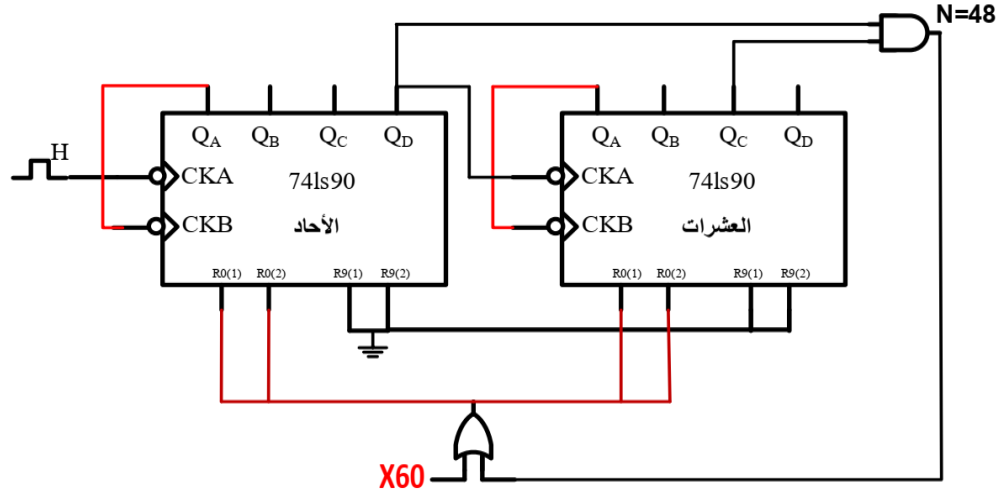 N=48
H
QA QB QC QD
CKA 74ls90
CKB الأحاد
R0(1) R0(2) R9(1) R9(2)
QA QB QC QD
CKA 74ls90
CKB العشرات
R0(1) R0(2) R9(1) R9(2)
X60